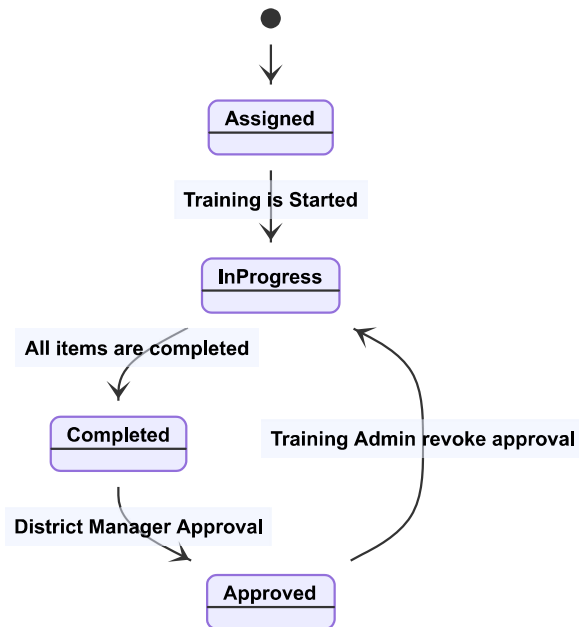 Assigned
Training is Started
InProgress
All items are completed
Completed
Training Admin revoke approval
District Manager Approval
Approved